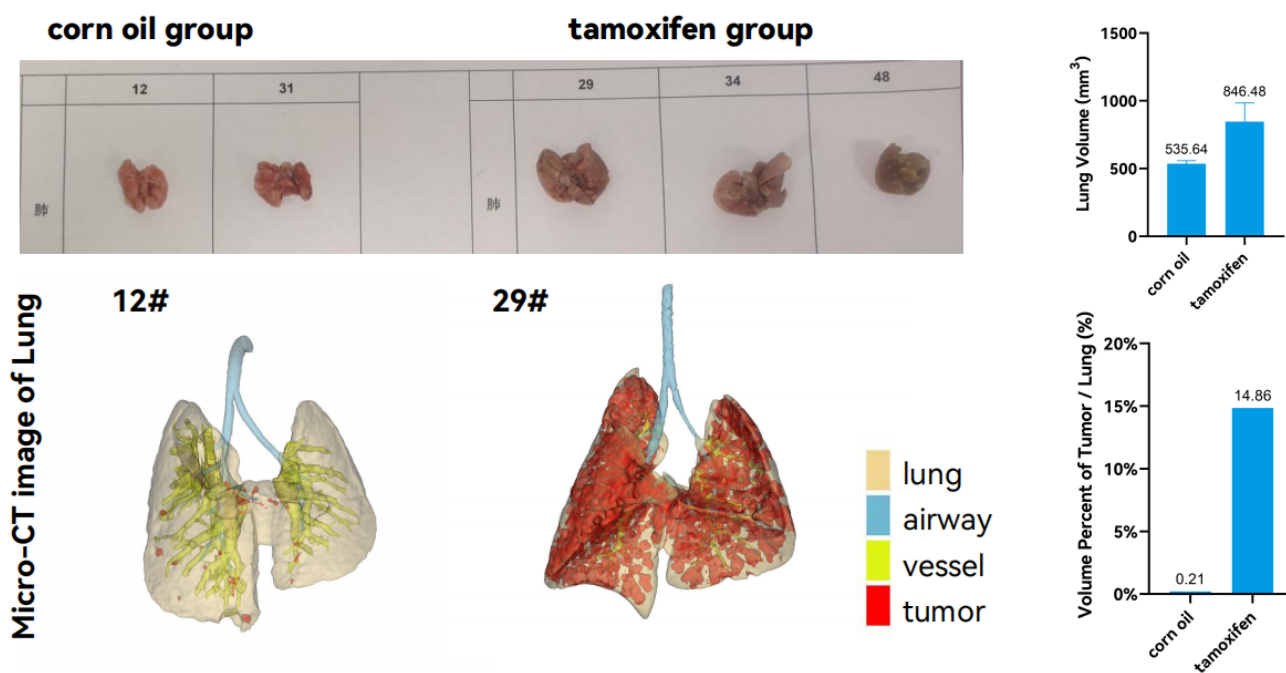 corn oil group
tamoxifen group
12
31
29
34
48
肺
肺
Micro-CT image of Lung
12#
29#
lung
airway
vessel
tumor
Lung Volume (mm³)
1500
1000
500
0
535.64
846.48
corn oil
tamoxifen
Volume Percent of Tumor / Lung (%)
20%
15%
10%
5%
0%
0.21
14.86
corn oil
tamoxifen